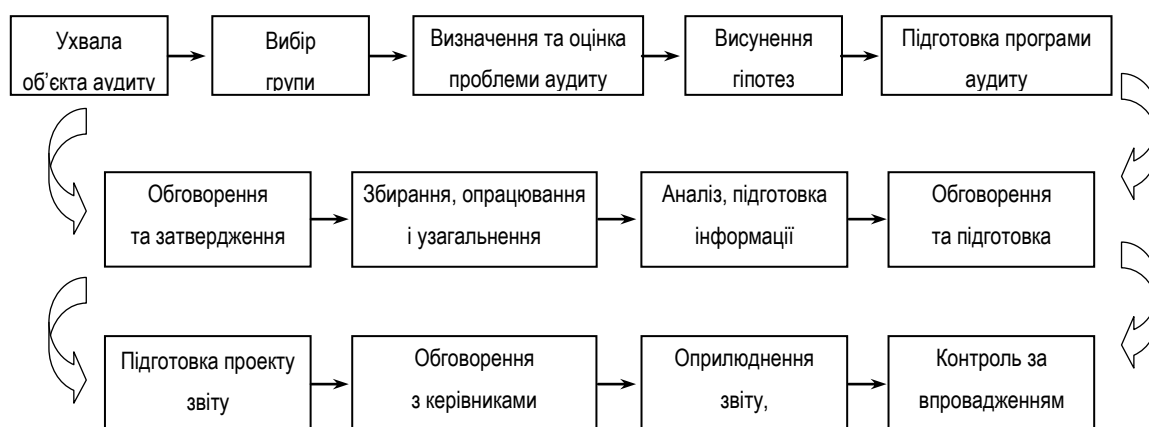 Ухвала
об’єкта аудиту
Вибір
групи
Визначення та оцінка
проблеми аудиту
Висунення
гіпотез
Підготовка програми
аудиту
Обговорення
та затвердження
Збирання, опрацювання
і узагальнення
Аналіз, підготовка
інформації
Обговорення
та підготовка
Підготовка проекту
звіту
Обговорення
з керівниками
Оприлюднення
звіту,
Контроль за
впровадженням